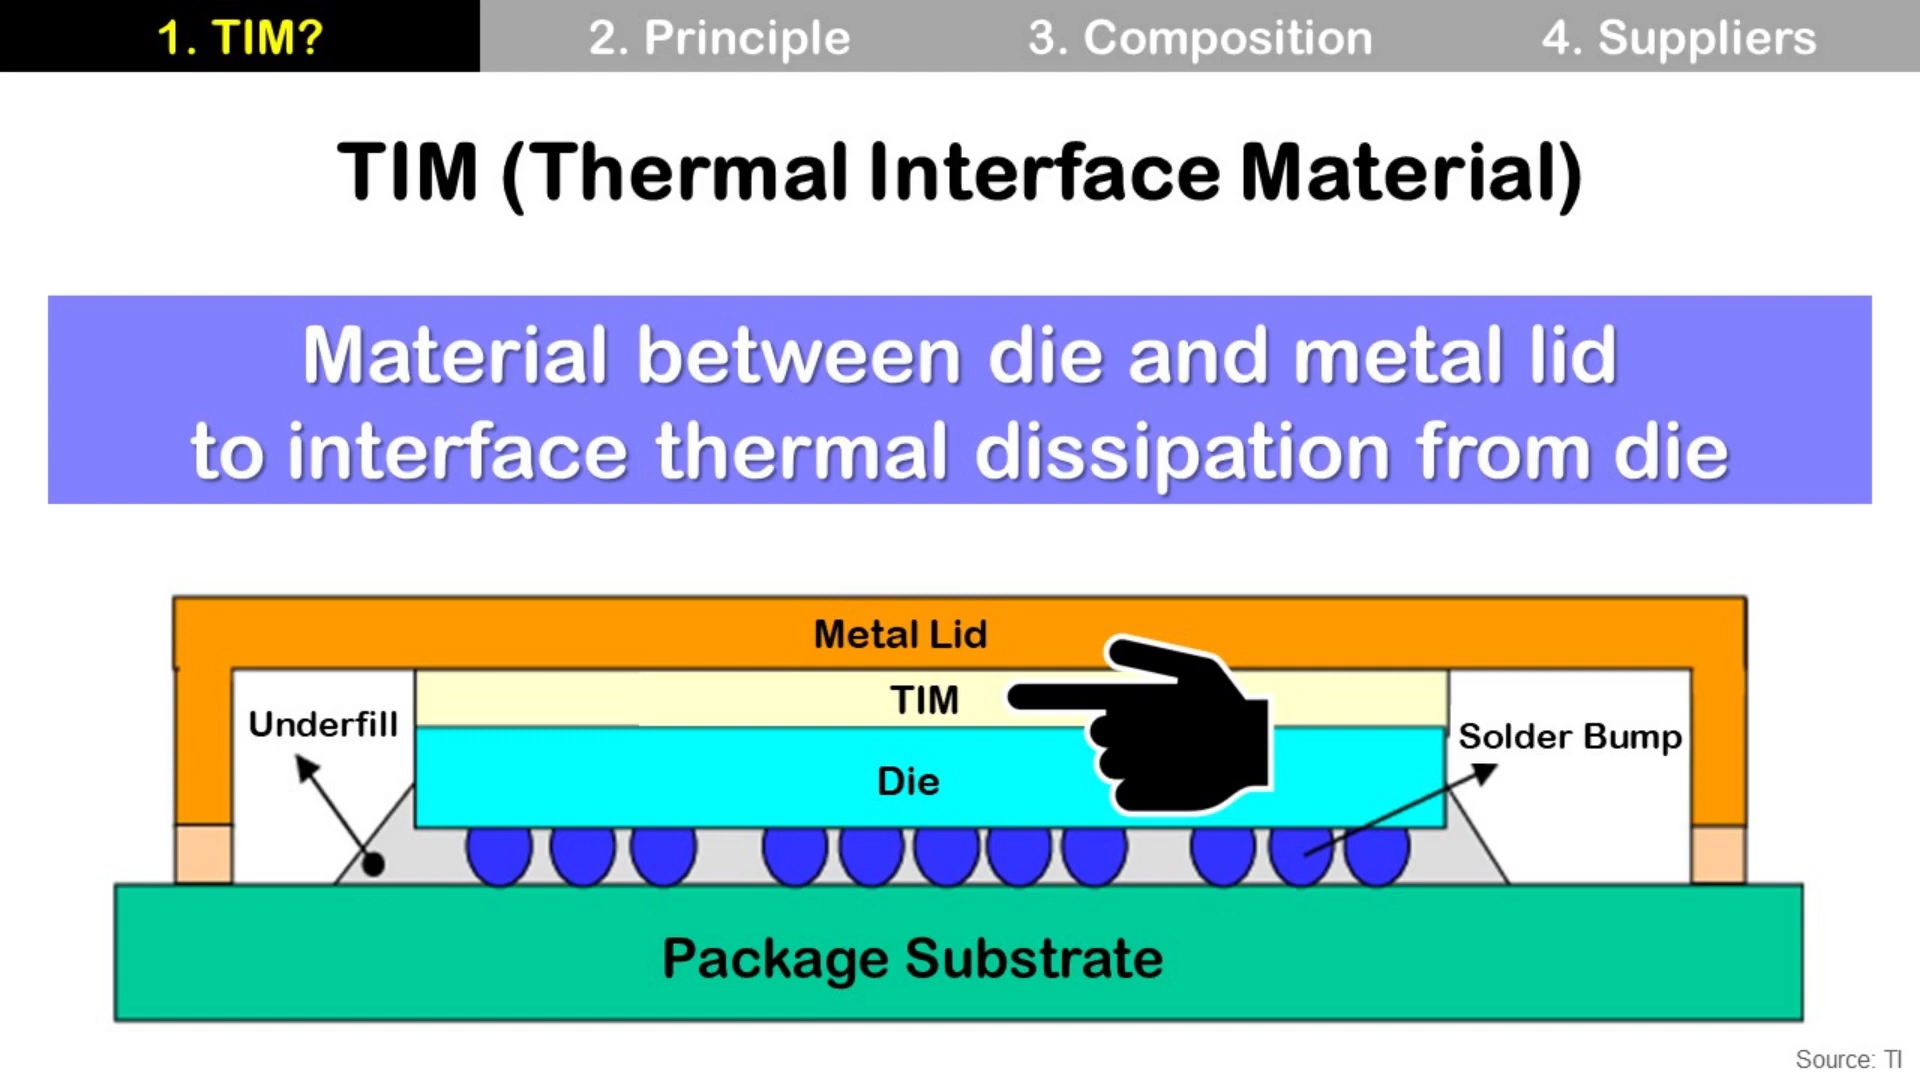 1. TIM?
2. Principle
3. Composition
4. Suppliers
TIM (Thermal Interface Material)
Material between die and metal lid
to interface thermal dissipation from die
Metal Lid
TIM
Underfill
Solder Bump
Die
Package Substrate
Source: TI